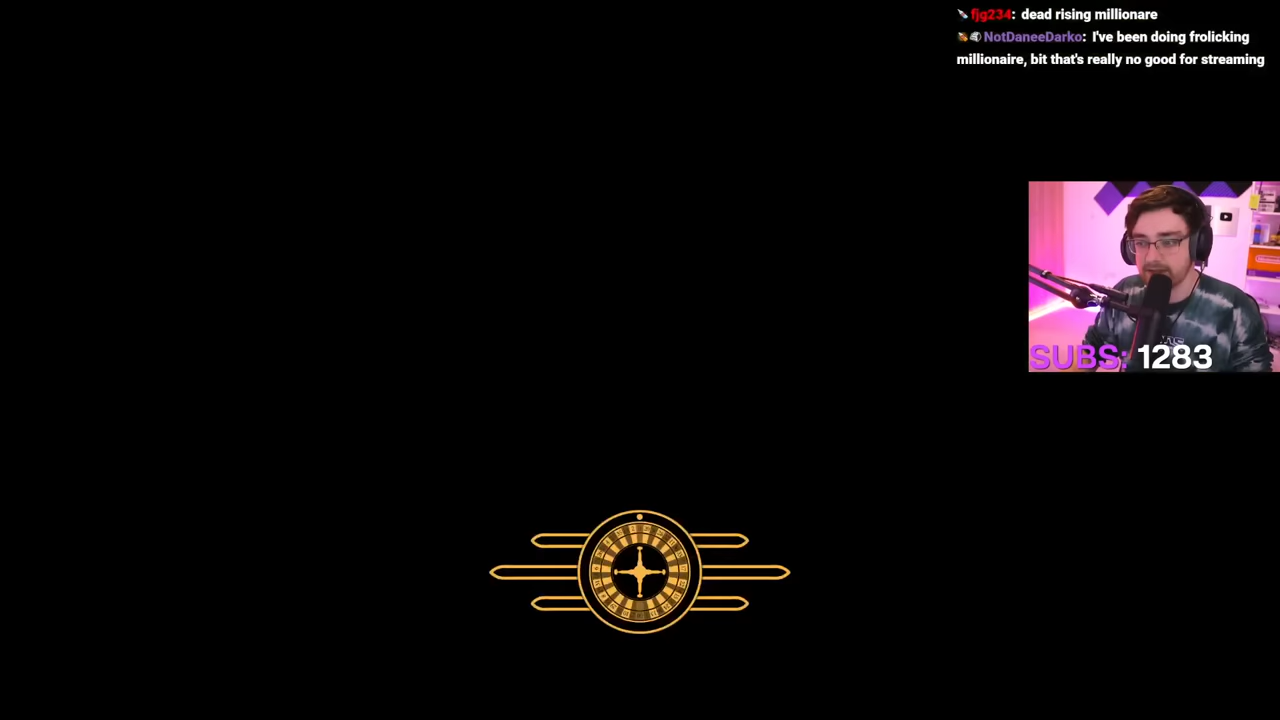 fjg234: dead rising millionare
NotDaneeDarko: I've been doing frolicking
millionaire, bit that's really no good for streaming
SUBS: 1283